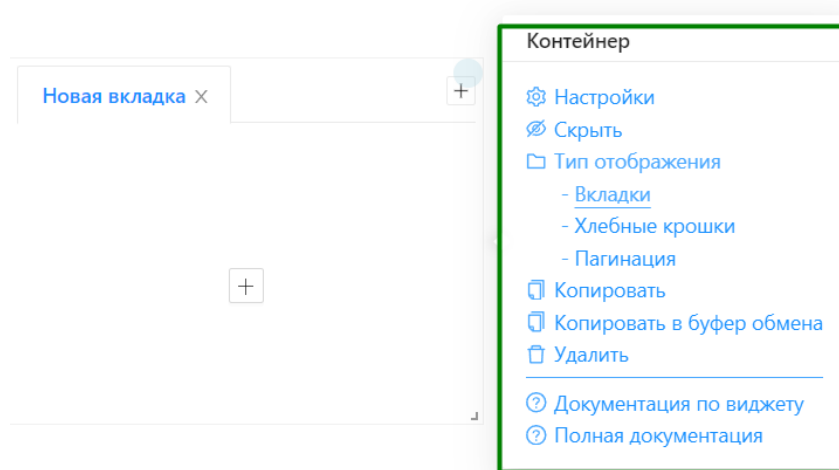 Новая вкладка
Контейнер
Настройки
Скрыть
Тип отображения
- Вкладки
- Хлебные крошки
- Пагинация
Копировать
Копировать в буфер обмена
Удалить
Документация по виджету
Полная документация